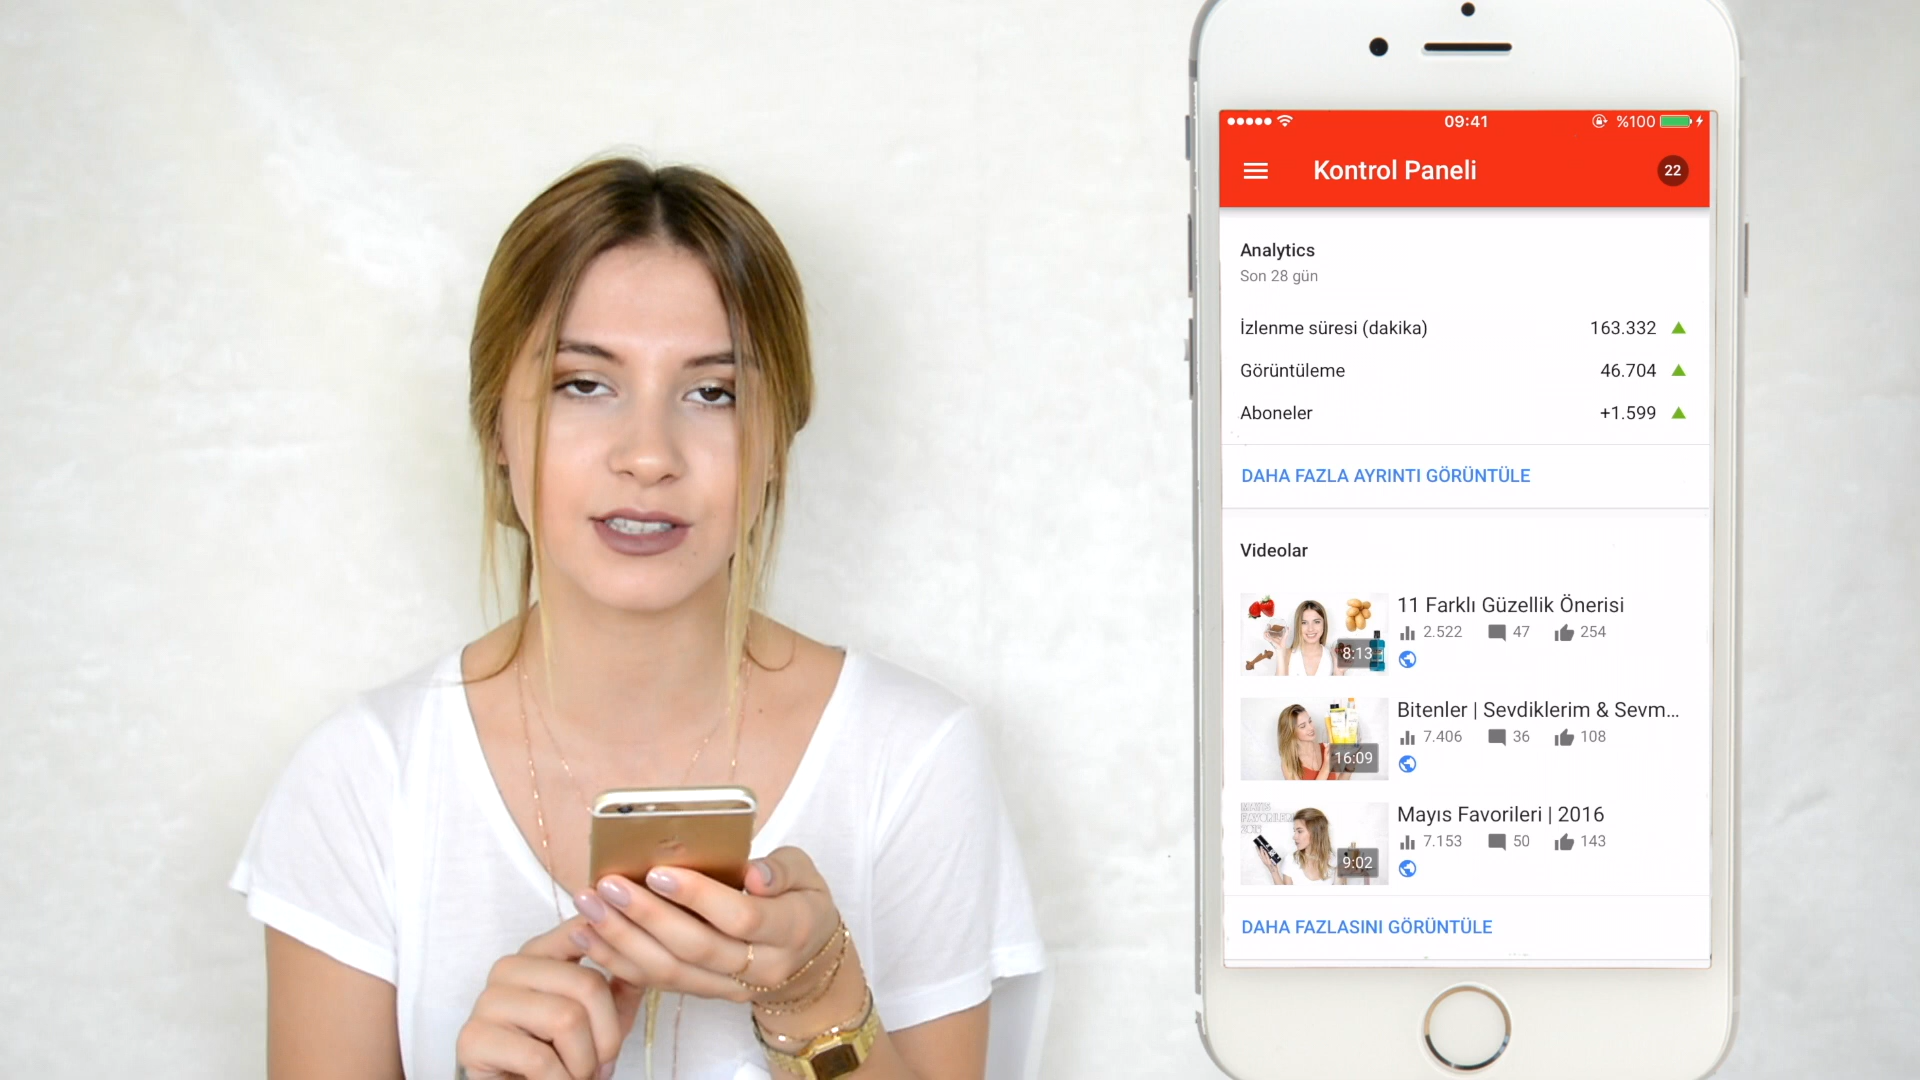 09:41
%100
Kontrol Paneli
22
Analytics
Son 28 gün
İzlenme süresi (dakika) 163.332
Görüntüleme 46.704
Aboneler +1.599
DAHA FAZLA AYRINTI GÖRÜNTÜLE
Videolar
11 Farklı Güzellik Önerisi
2.522 47 254
8:13
Bitenler | Sevdiklerim & Sevm...
7.406 36 108
16:09
Mayıs Favorileri | 2016
7.153 50 143
9:02
DAHA FAZLASINI GÖRÜNTÜLE